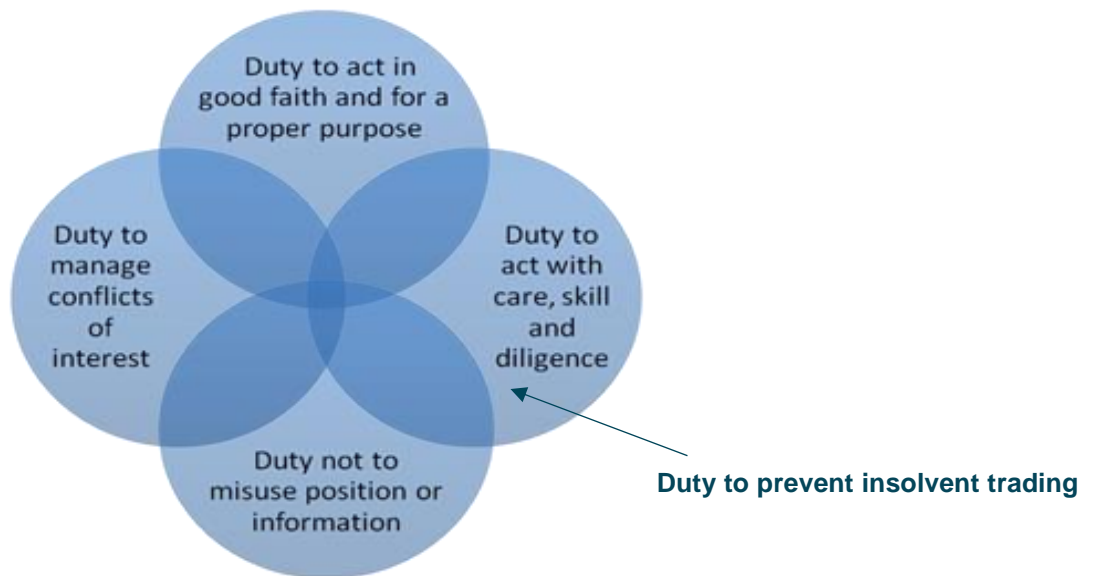 Duty to act in
good faith and for a
proper purpose
Duty to
manage
conflicts
of
interest
Duty to
act with
care, skill
and
diligence
Duty not to
misuse position or
information
Duty to prevent insolvent trading